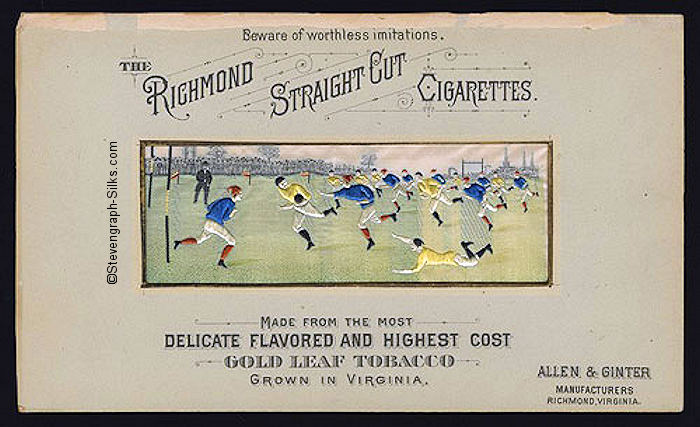 Beware of worthless imitations.
THE RICHMOND STRAIGHT CUT CIGARETTES.
©Stevengraph-Silks.com
MADE FROM THE MOST
DELICATE FLAVORED AND HIGHEST COST
GOLD LEAF TOBACCO
GROWN IN VIRGINIA.
ALLEN & GINTER
MANUFACTURERS
RICHMOND, VIRGINIA.